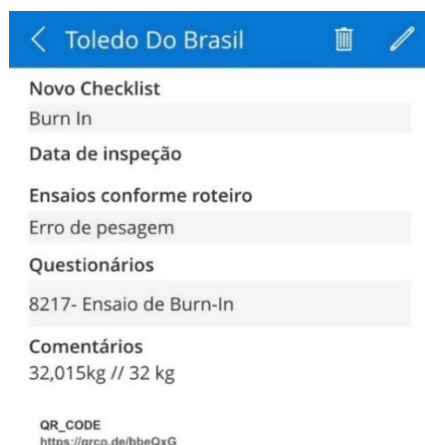 Toledo Do Brasil
Novo Checklist
Burn In
Data de inspeção
Ensaios conforme roteiro
Erro de pesagem
Questionários
8217- Ensaio de Burn-In
Comentários
32,015kg // 32 kg
QR_CODE
https://qrco.de/bbeQxG